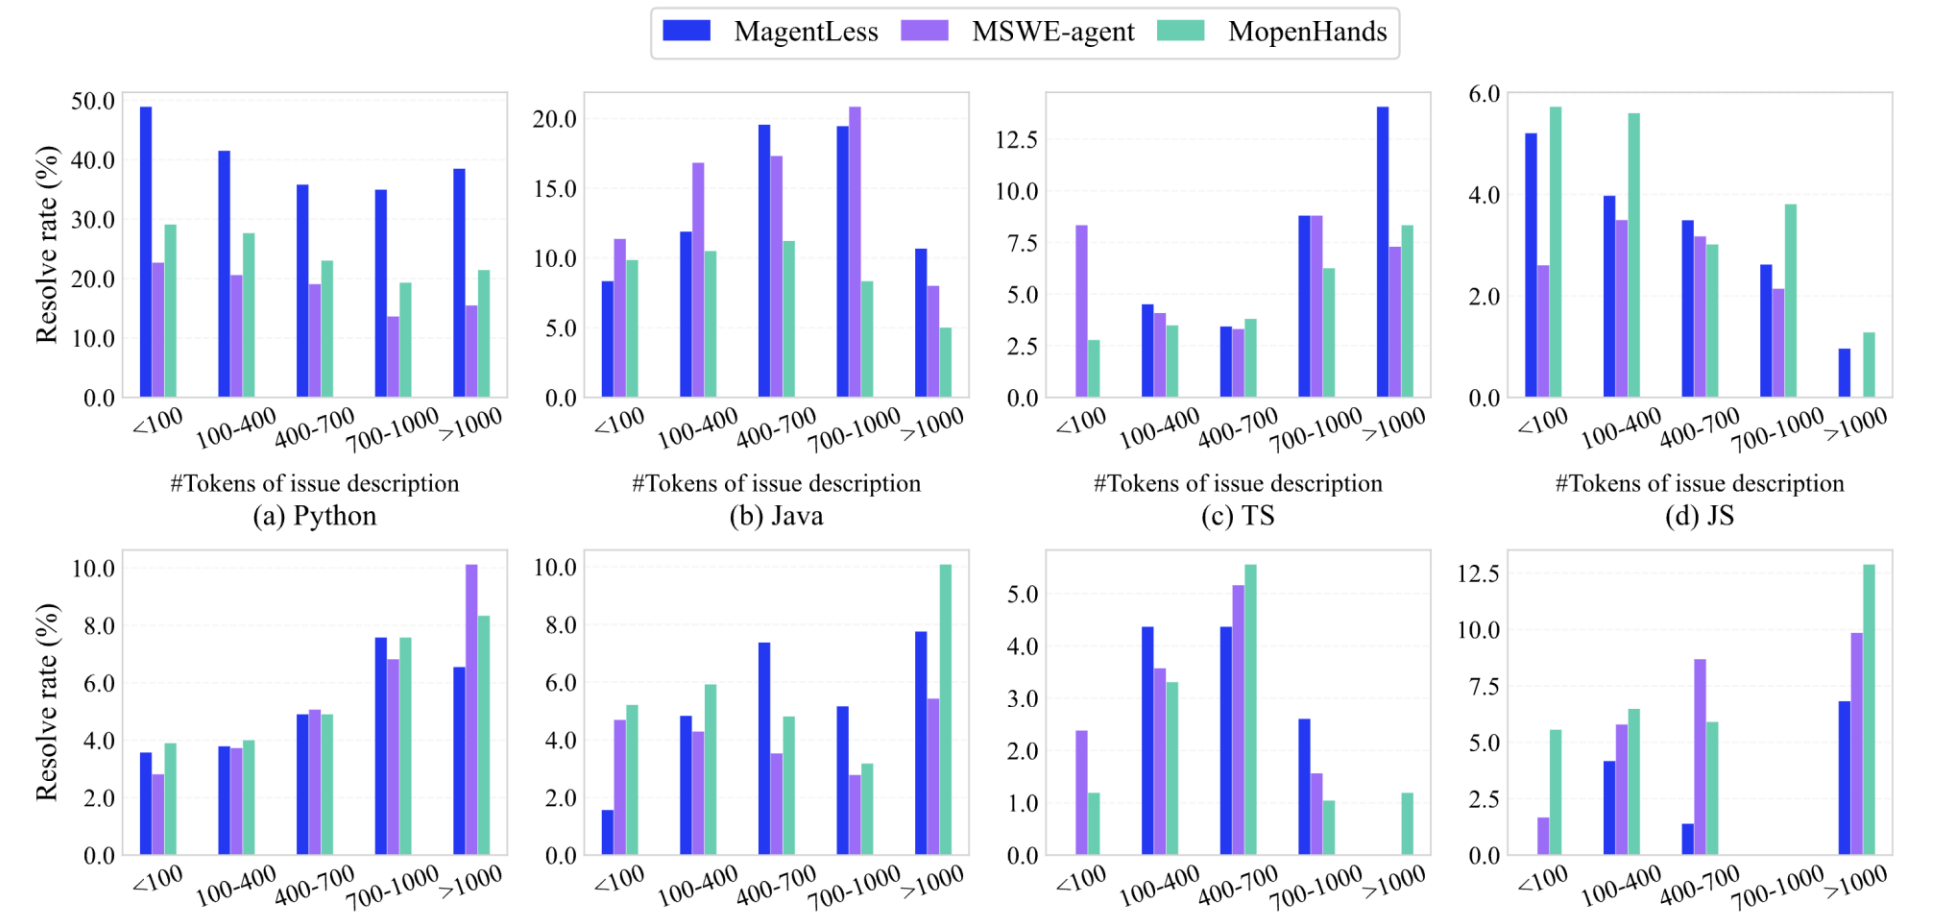 MagentLess MSWE-agent MopenHands
Resolve rate (%)
50.0
40.0
30.0
20.0
10.0
0.0
<100 100-400 400-700 700-1000 >1000
#Tokens of issue description
(a) Python
20.0
15.0
10.0
5.0
0.0
<100 100-400 400-700 700-1000 >1000
#Tokens of issue description
(b) Java
12.5
10.0
7.5
5.0
2.5
0.0
<100 100-400 400-700 700-1000 >1000
#Tokens of issue description
(c) TS
6.0
4.0
2.0
0.0
<100 100-400 400-700 700-1000 >1000
#Tokens of issue description
(d) JS
Resolve rate (%)
10.0
8.0
6.0
4.0
2.0
0.0
<100 100-400 400-700 700-1000 >1000
10.0
8.0
6.0
4.0
2.0
0.0
<100 100-400 400-700 700-1000 >1000
5.0
4.0
3.0
2.0
1.0
0.0
<100 100-400 400-700 700-1000 >1000
12.5
10.0
7.5
5.0
2.5
0.0
<100 100-400 400-700 700-1000 >1000